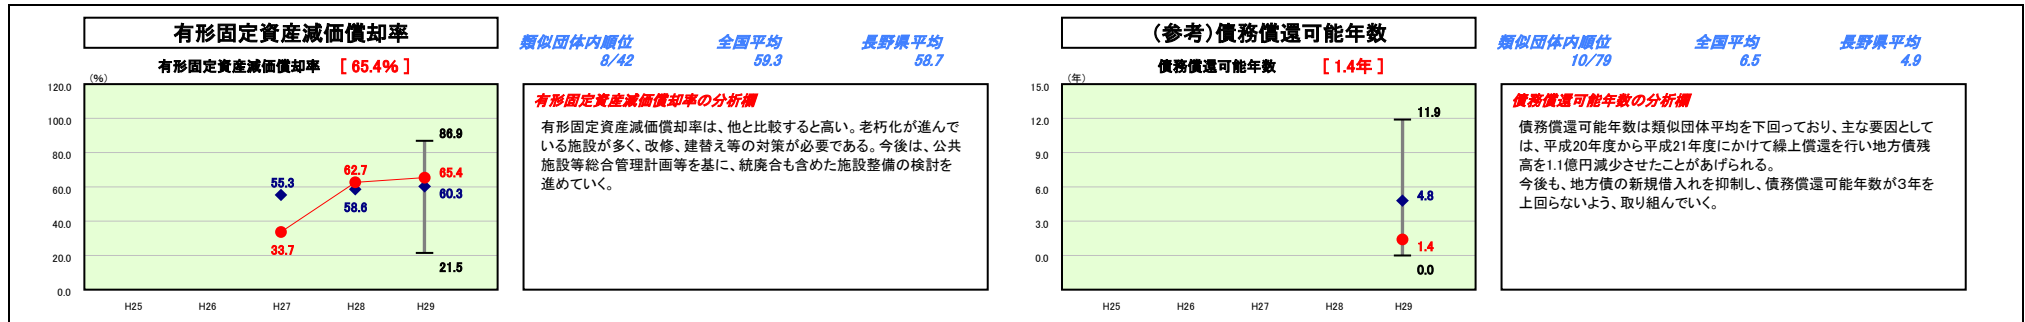 有形固定資産減価償却率
有形固定資産減価償却率 [ 65.4% ]
類似団体内順位 全国平均 長野県平均
8/42 59.3 58.7
(%)
120.0
100.0
80.0
60.0
40.0
20.0
0.0
86.9
62.7 65.4
55.3
58.6 60.3
33.7
21.5
H25 H26 H27 H28 H29
有形固定資産減価償却率の分析欄
有形固定資産減価償却率は、他と比較すると高い。老朽化が進んで
いる施設が多く、改修、建替え等の対策が必要である。今後は、公共
施設等総合管理計画等を基に、統廃合も含めた施設整備の検討を
進めていく。
(参考)債務償還可能年数
債務償還可能年数 [ 1.4年 ]
類似団体内順位 全国平均 長野県平均
10/79 6.5 4.9
(年)
15.0
12.0
9.0
6.0
3.0
0.0
11.9
4.8
1.4
0.0
H25 H26 H27 H28 H29
債務償還可能年数の分析欄
債務償還可能年数は類似団体平均を下回っており、主な要因として
は、平成20年度から平成21年度にかけて繰上償還を行い地方債残
高を1.1億円減少させたことがあげられる。
今後も、地方債の新規借入れを抑制し、債務償還可能年数が3年を
上回らないよう、取り組んでいく。